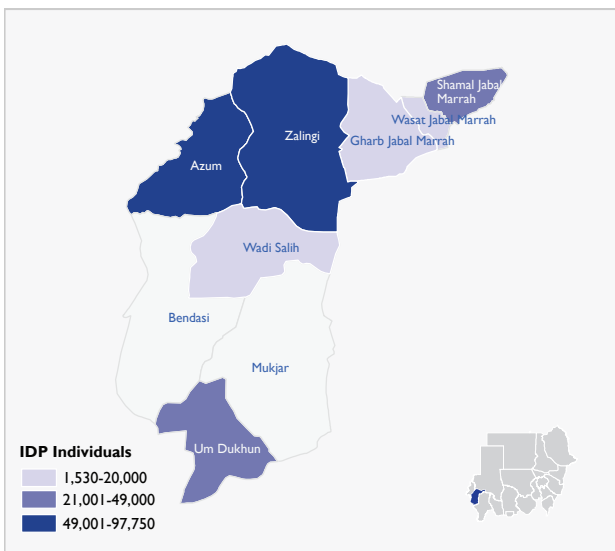 Shamal Jabal
Marrah
Wasat Jabal Marrah
Zalingi
Gharb Jabal Marrah
Azum
Wadi Salih
Bendasi
Mukjar
Um Dukhun
IDP Individuals
1,530-20,000
21,001-49,000
49,001-97,750